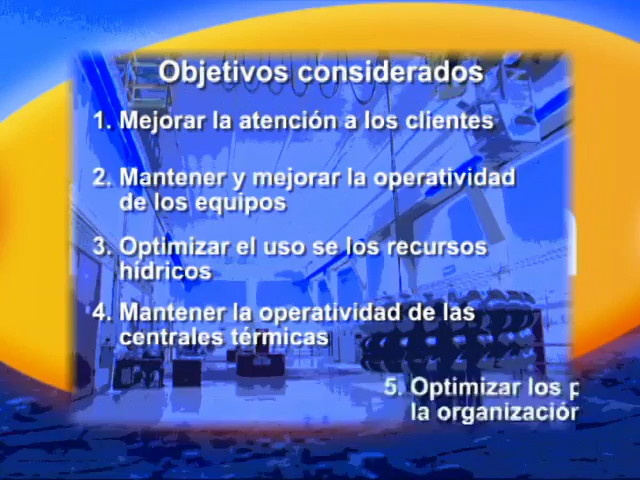 Objetivos considerados
1. Mejorar la atención a los clientes
2. Mantener y mejorar la operatividad
de los equipos
3. Optimizar el uso se los recursos
hídricos
4. Mantener la operatividad de las
centrales térmicas
5. Optimizar los
la organización